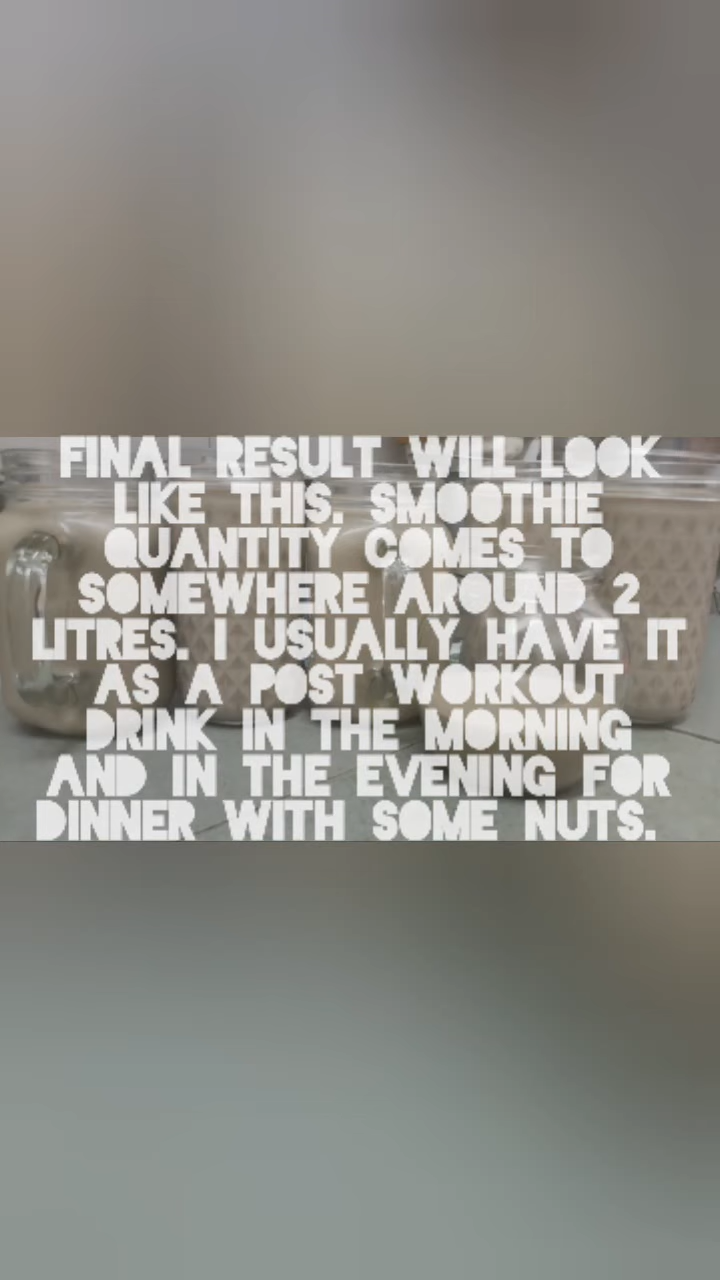 FINAL RESULT WILL LOOK
LIKE THIS. SMOOTHIE
QUANTITY COMES TO
SOMEWHERE AROUND 2
LITRES. I USUALLY HAVE IT
AS A POST WORKOUT
DRINK IN THE MORNING
AND IN THE EVENING FOR
DINNER WITH SOME NUTS.